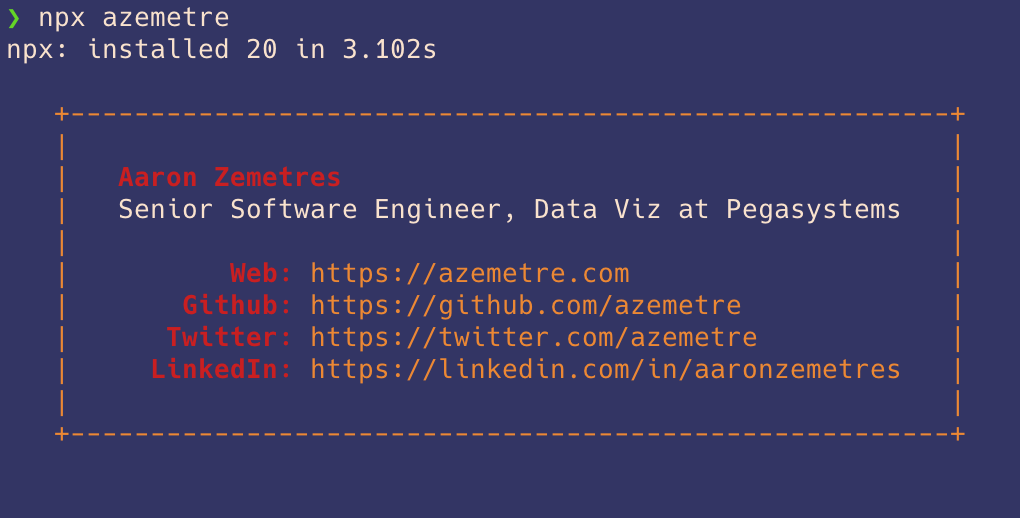 ❯ npx azemetre
npx: installed 20 in 3.102s
Aaron Zemetres
Senior Software Engineer, Data Viz at Pegasystems
Web: https://azemetre.com
Github: https://github.com/azemetre
Twitter: https://twitter.com/azemetre
LinkedIn: https://linkedin.com/in/aaronzemetres